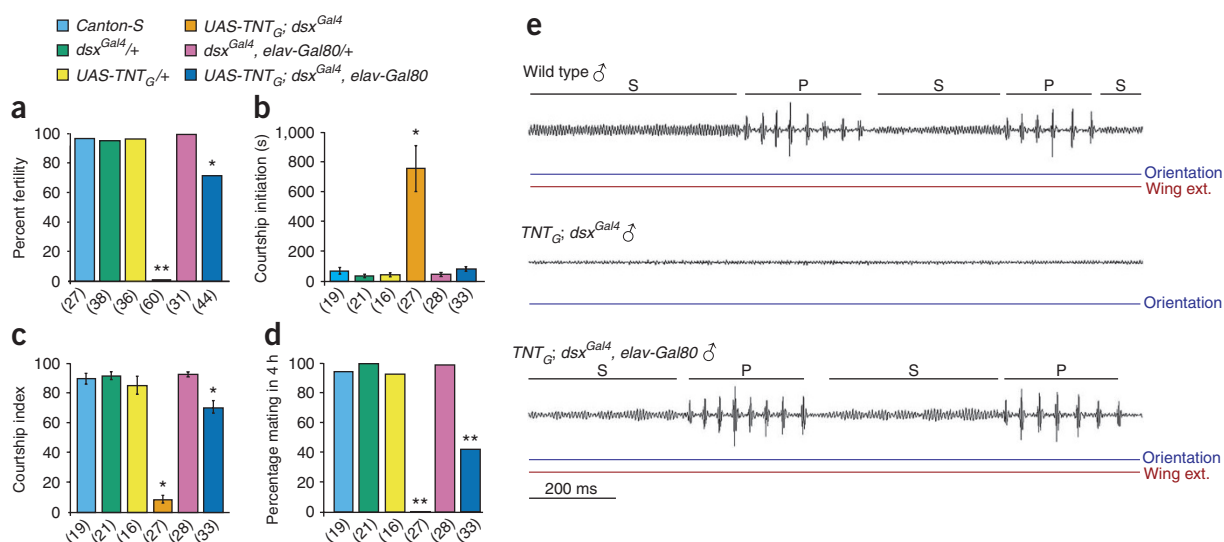 Canton-S
UAS-TNTG; dsxGal4
dsxGal4/+
dsxGal4, elav-Gal80/+
UAS-TNTG/+
UAS-TNTG; dsxGal4, elav-Gal80
a
Percent fertility
100
80
60
40
20
0
*
**
(27)
(38)
(36)
(60)
(31)
(44)
b
Courtship initiation (s)
1,000
800
600
400
200
0
*
(19)
(21)
(16)
(27)
(28)
(33)
c
Courtship index
100
80
60
40
20
0
*
*
(19)
(21)
(16)
(27)
(28)
(33)
d
Percentage mating in 4 h
100
80
60
40
20
0
**
**
(19)
(21)
(16)
(27)
(28)
(33)
e
Wild type ♂
S P S P S
Orientation
Wing ext.
TNTG; dsxGal4 ♂
Orientation
TNTG; dsxGal4, elav-Gal80 ♂
S P S P
Orientation
Wing ext.
200 ms